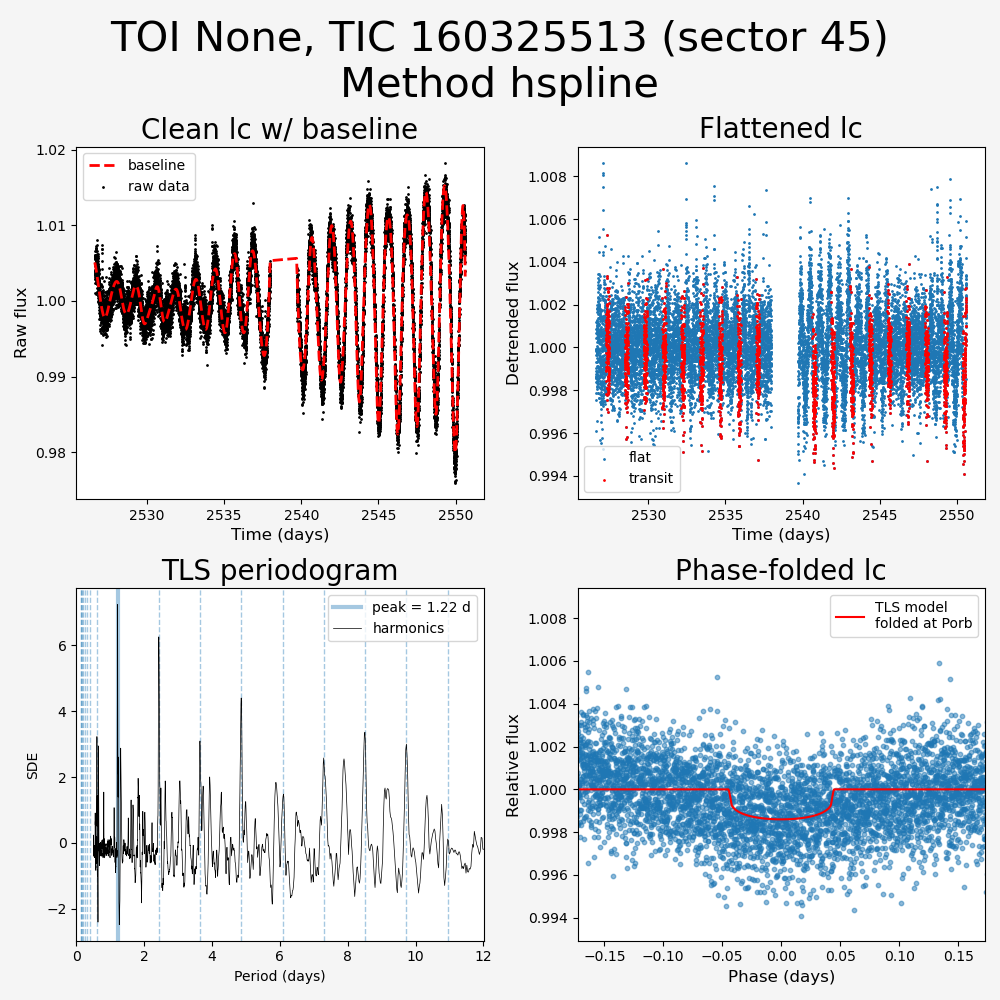 TOI None, TIC 160325513 (sector 45)
Method hspline
Clean lc w/ baseline
1.02
1.01
1.00
0.99
0.98
Raw flux
baseline
raw data
2530
2535
2540
2545
2550
Time (days)
Flattened lc
1.008
1.006
1.004
1.002
1.000
0.998
0.996
0.994
Detrended flux
flat
transit
2530
2535
2540
2545
2550
Time (days)
TLS periodogram
6
4
2
0
−2
SDE
peak = 1.22 d
harmonics
0
2
4
6
8
10
12
Period (days)
Phase-folded lc
1.008
1.006
1.004
1.002
1.000
0.998
0.996
0.994
Relative flux
TLS model
folded at Porb
−0.15
−0.10
−0.05
0.00
0.05
0.10
0.15
Phase (days)